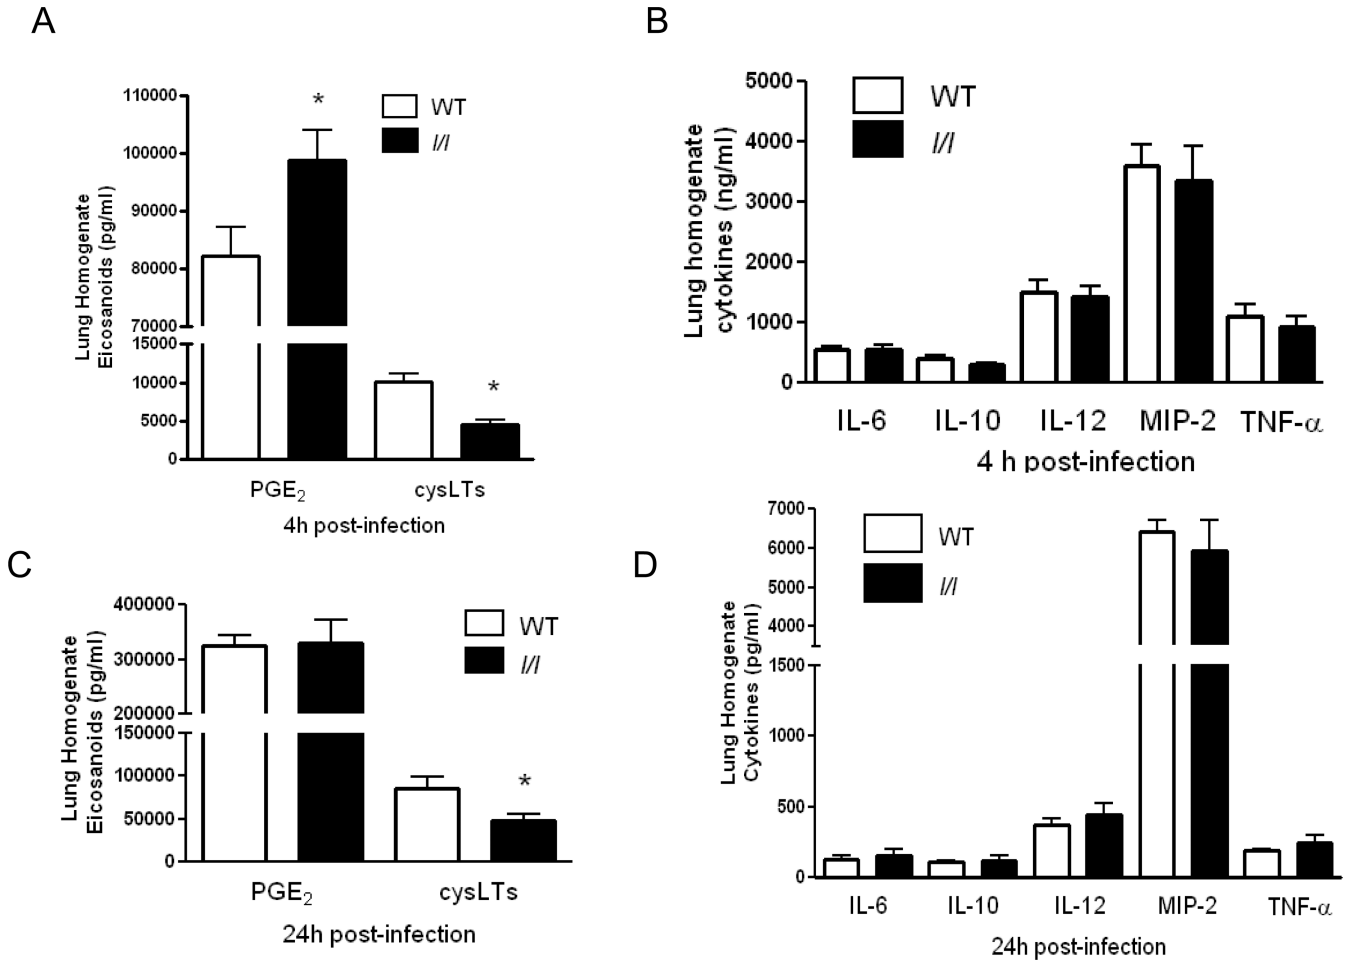 A
110000
100000
90000
80000
70000
15000
10000
5000
0
Lung Homogenate
Eicosanoids (pg/ml)
*
*
WT
l/l
PGE₂
cysLTs
4h post-infection
B
5000
4000
3000
2000
1000
0
Lung homogenate
cytokines (ng/ml)
WT
l/l
IL-6
IL-10
IL-12
MIP-2
TNF-α
4 h post-infection
C
400000
300000
200000
150000
100000
50000
0
Lung Homogenate
Eicosanoids (pg/ml)
WT
l/l
*
PGE₂
cysLTs
24h post-infection
D
7000
6000
5000
4000
1500
1000
500
0
Lung Homogenate
Cytokines (pg/ml)
WT
l/l
IL-6
IL-10
IL-12
MIP-2
TNF-α
24h post-infection